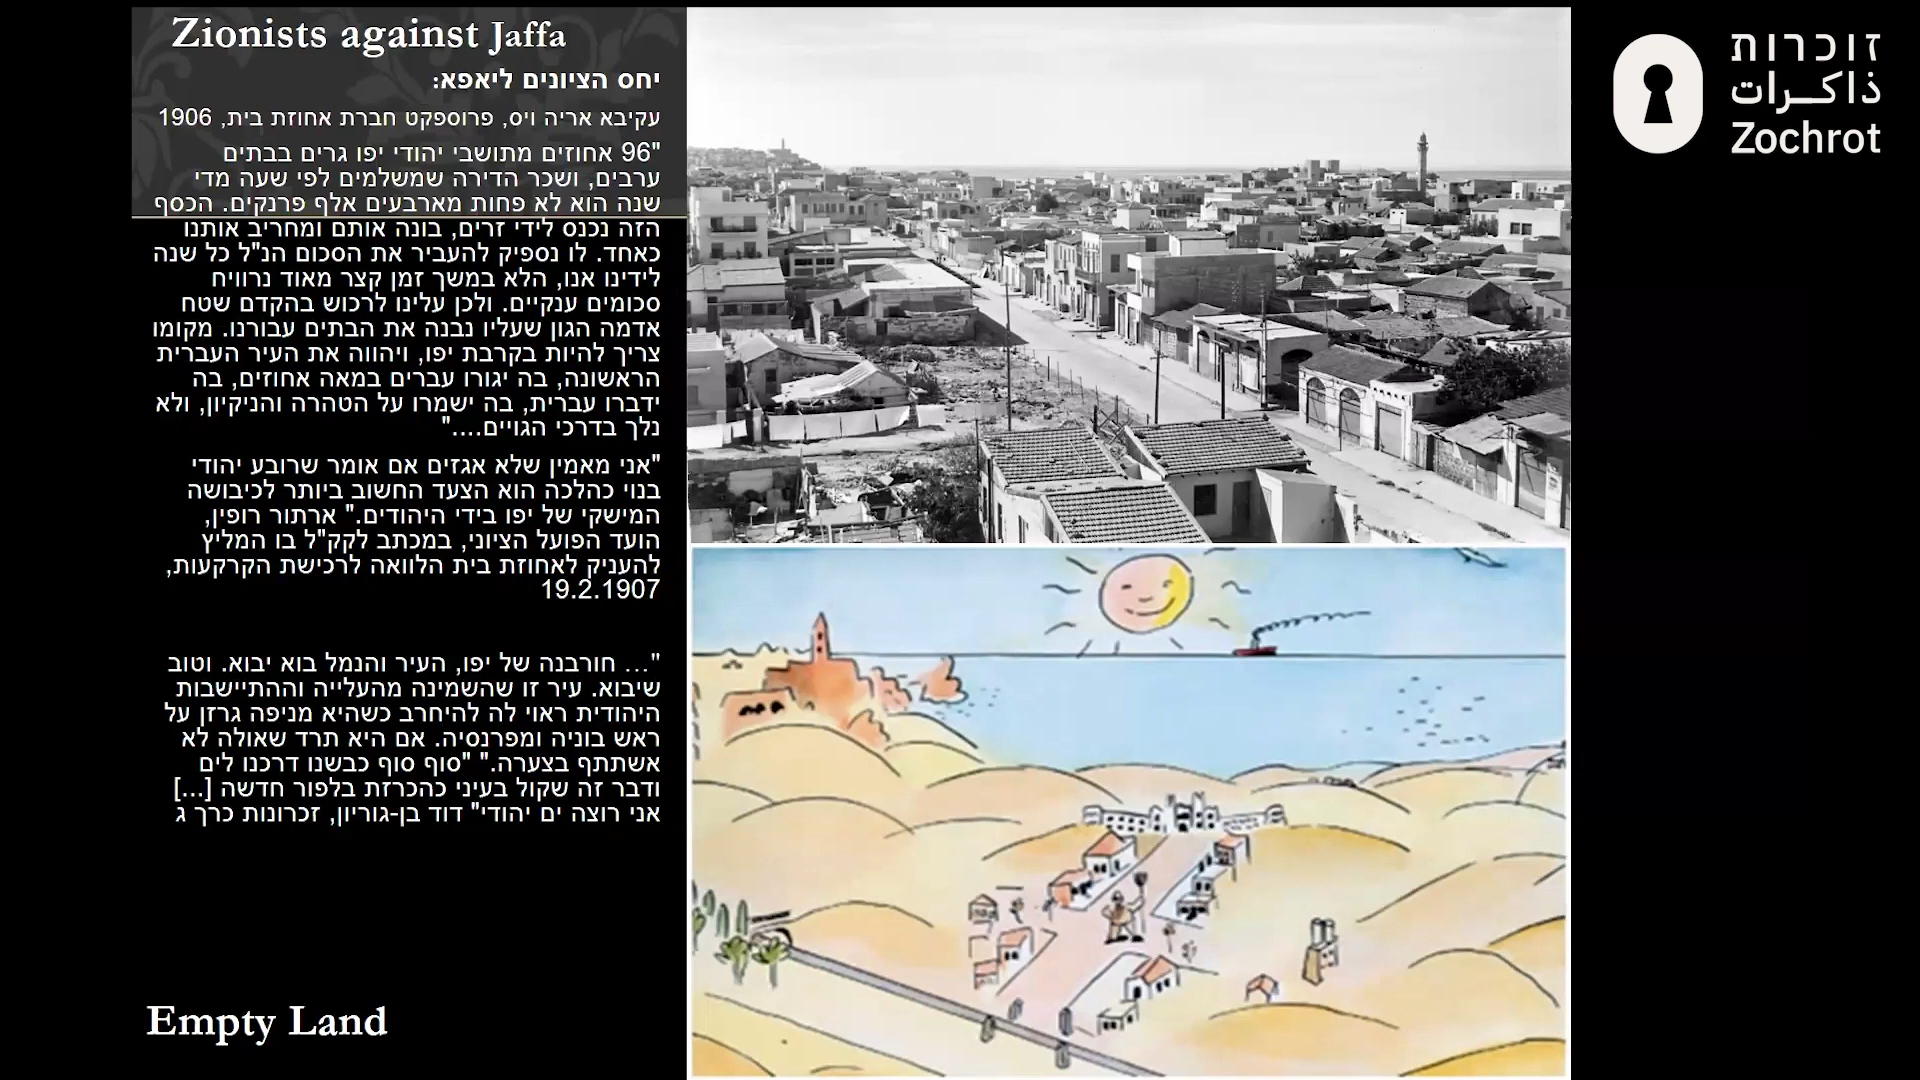 Zionists against Jaffa
יחס הציונים ליאפא:
עקיבא אריה ויס, פרוספקט חברת אחוזת בית, 1906
"96 אחוזים מתושבי יהודי יפו גרים בבתים
ערבים, ושכר הדירה שמשלמים לפי שעה מדי
שנה הוא לא פחות מארבעים אלף פרנקים. הכסף
הזה נכנס לידי זרים, בונה אותם ומחריב אותנו
כאחד. לו נספיק להעביר את הסכום הנ"ל כל שנה
לידינו אנו, הלא במשך זמן קצר מאוד נרוויח
סכומים ענקיים. ולכן עלינו לרכוש בהקדם שטח
אדמה הגון שעליו נבנה את הבתים עבורנו. מקומו
צריך להיות בקרבת יפו, ויהווה את העיר העברית
הראשונה, בה יגורו עברים במאה אחוזים, בה
ידברו עברית, בה ישמרו על הטהרה והניקיון, ולא
נלך בדרכי הגויים...."
"אני מאמין שלא אגזים אם אומר שרובע יהודי
בנוי כהלכה הוא הצעד החשוב ביותר לכיבושה
המישקי של יפו בידי היהודים." ארתור רופין,
הועד הפועל הציוני, במכתב לקק"ל בו המליץ
להעניק לאחוזת בית הלוואה לרכישת הקרקעות,
19.2.1907
"... חורבנה של יפו, העיר והנמל בוא יבוא. וטוב
שיבוא. עיר זו שהשמינה מהעלייה וההתיישבות
היהודית ראוי לה להיחרב כשהיא מניפה גרזן על
ראש בוניה ומפרנסיה. אם היא תרד שאולה לא
אשתתף בצערה." "סוף סוף כבשנו דרכנו לים
ודבר זה שקול בעיני כהכרזת בלפור חדשה [...]
אני רוצה ים יהודי" דוד בן-גוריון, זכרונות כרך ג
Empty Land
זוכרות
ذاكـرات
Zochrot